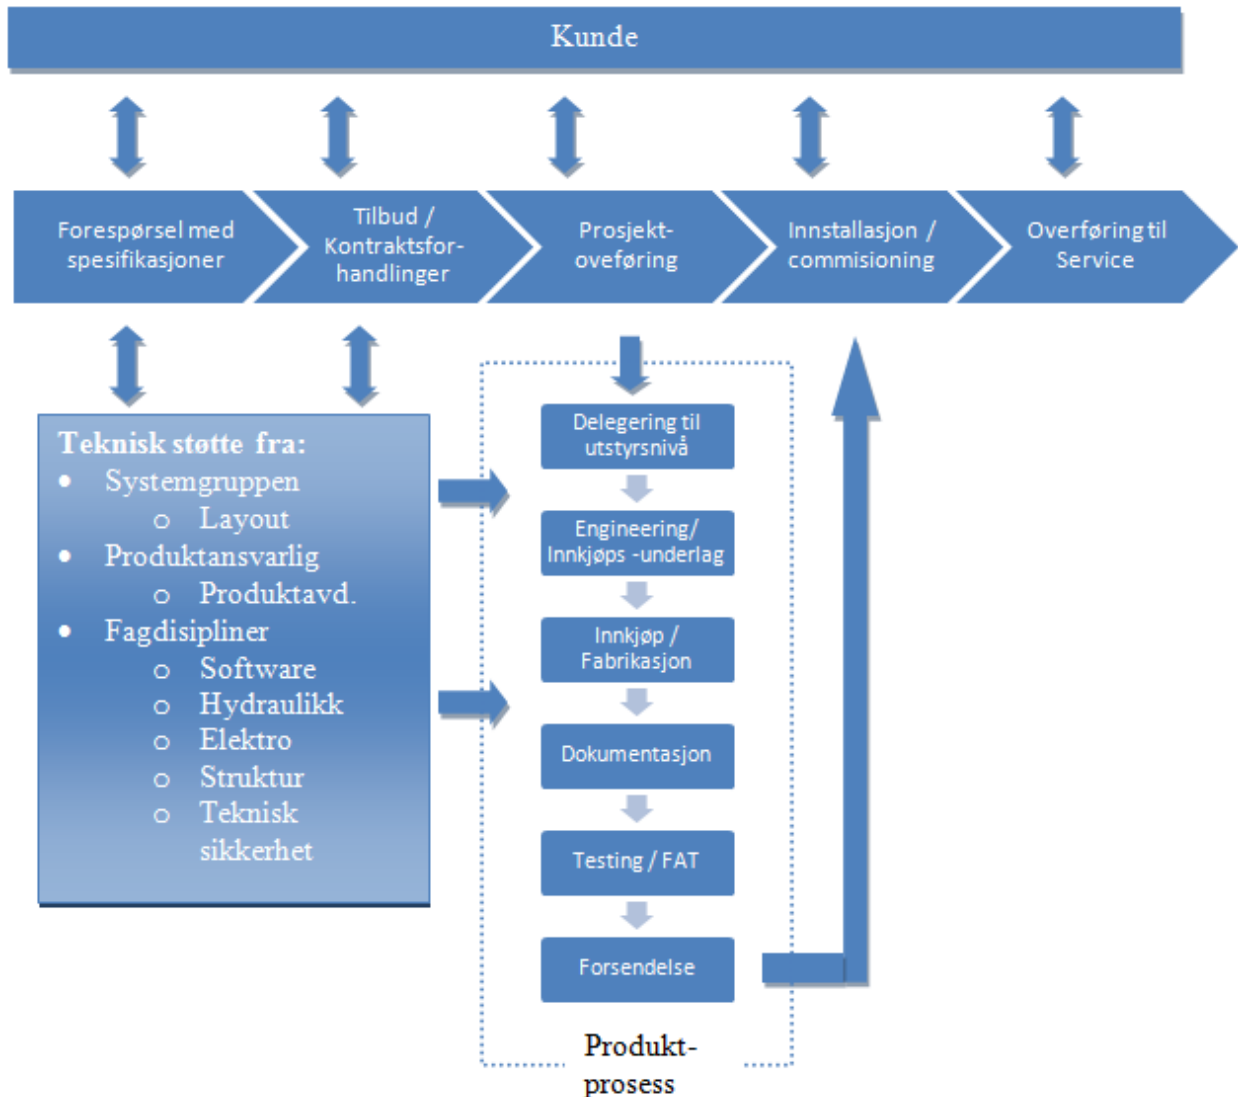 Kunde
Forespørsel med
spesifikasjoner
Tilbud /
Kontraktsfor-
handlinger
Prosjekt-
oveføring
Innstallasjon /
commisioning
Overføring til
Service
Teknisk støtte fra:
• Systemgruppen
o Layout
• Produktansvarlig
o Produktavd.
• Fagdisipliner
o Software
o Hydraulikk
o Elektro
o Struktur
o Teknisk
sikkerhet
Delegering til
utstyrsnivå
Engineering/
Innkjøps -underlag
Innkjøp /
Fabrikasjon
Dokumentasjon
Testing / FAT
Forsendelse
Produkt-
prosess